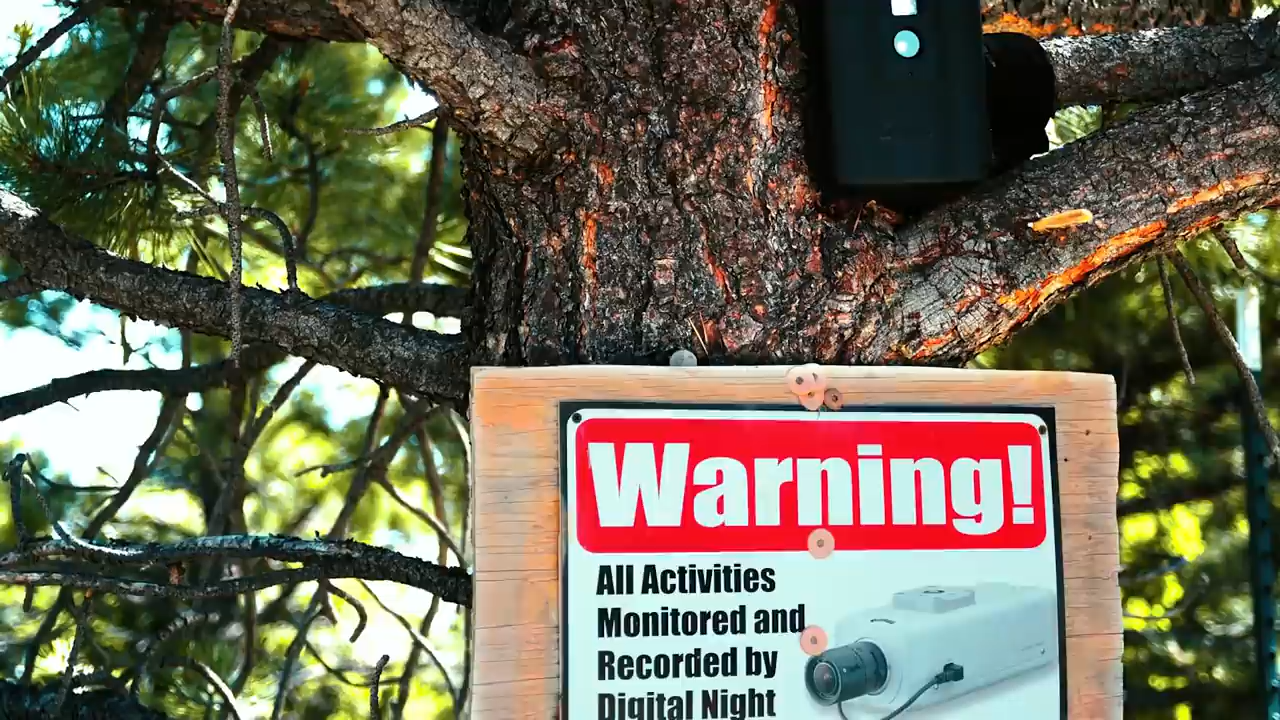 Warning!
All Activities
Monitored and
Recorded by
Digital Night